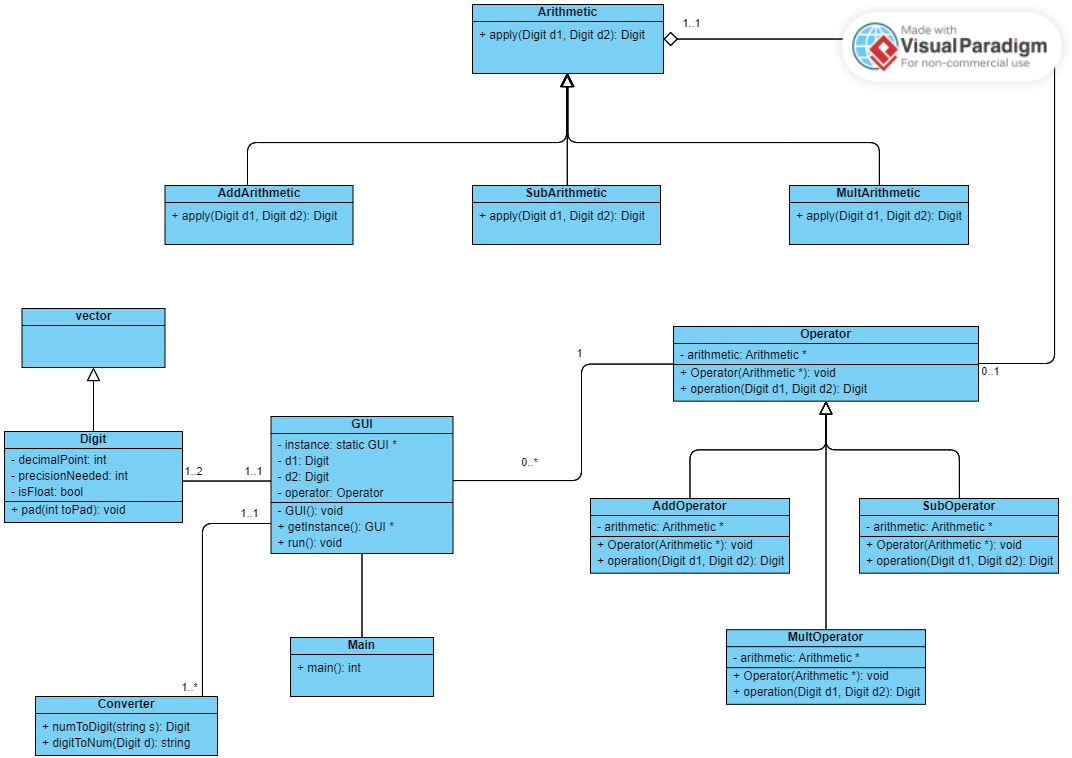 Arithmetic
+ apply(Digit d1, Digit d2): Digit
1..1
Made with
Visual Paradigm
For non-commercial use
AddArithmetic
+ apply(Digit d1, Digit d2): Digit
SubArithmetic
+ apply(Digit d1, Digit d2): Digit
MultArithmetic
+ apply(Digit d1, Digit d2): Digit
vector
Operator
- arithmetic: Arithmetic *
+ Operator(Arithmetic *): void
+ operation(Digit d1, Digit d2): Digit
1
0..1
Digit
- decimalPoint: int
- precisionNeeded: int
- isFloat: bool
+ pad(int toPad): void
1..2
1..1
1..1
GUI
- instance: static GUI *
- d1: Digit
- d2: Digit
- operator: Operator
- GUI(): void
+ getInstance(): GUI *
+ run(): void
0..*
AddOperator
- arithmetic: Arithmetic *
+ Operator(Arithmetic *): void
+ operation(Digit d1, Digit d2): Digit
SubOperator
- arithmetic: Arithmetic *
+ Operator(Arithmetic *): void
+ operation(Digit d1, Digit d2): Digit
Main
+ main(): int
MultOperator
- arithmetic: Arithmetic *
+ Operator(Arithmetic *): void
+ operation(Digit d1, Digit d2): Digit
1..*
Converter
+ numToDigit(string s): Digit
+ digitToNum(Digit d): string